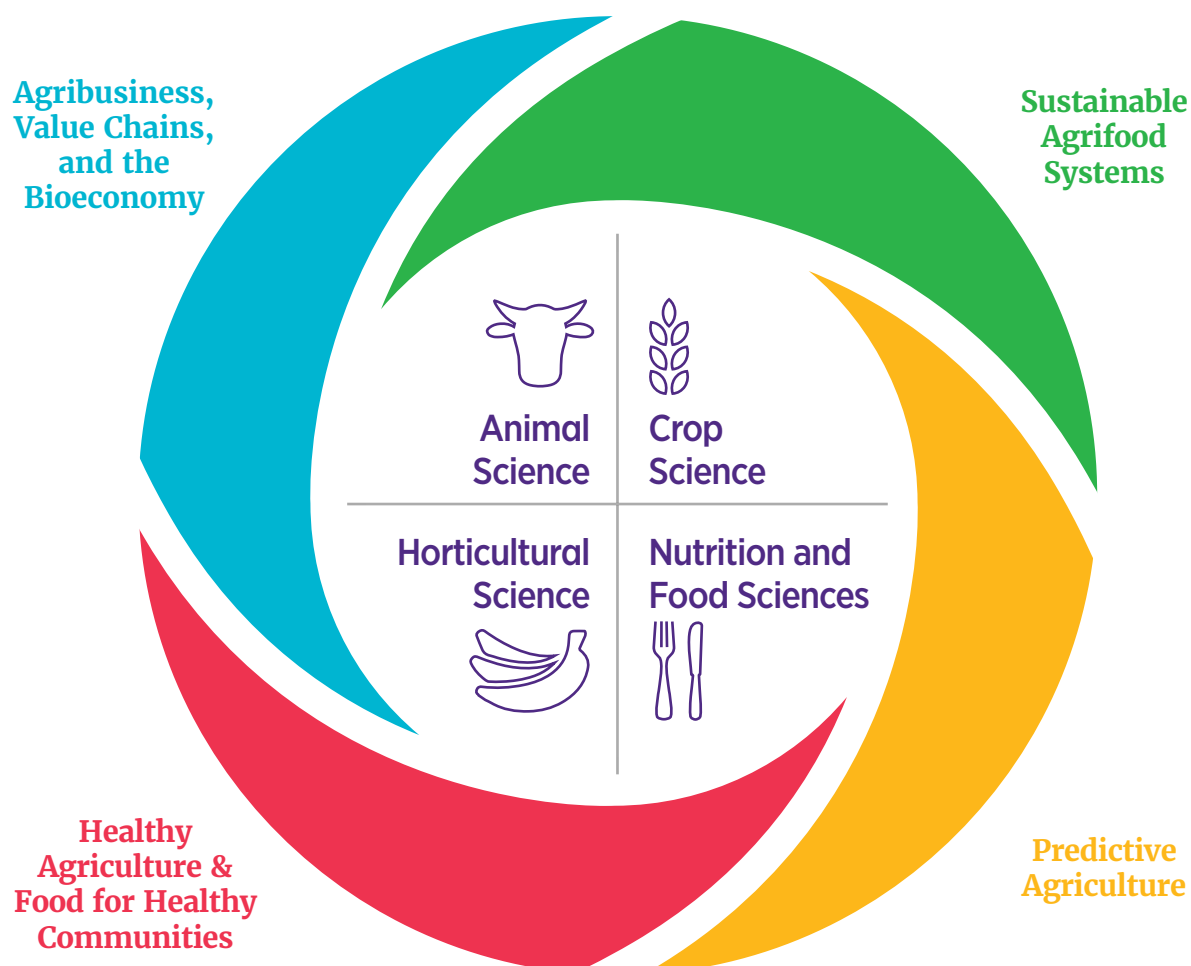 Agribusiness,
Value Chains,
and the
Bioeconomy
Sustainable
Agrifood
Systems
Animal
Science
Crop
Science
Horticultural
Science
Nutrition and
Food Sciences
Healthy
Agriculture &
Food for Healthy
Communities
Predictive
Agriculture